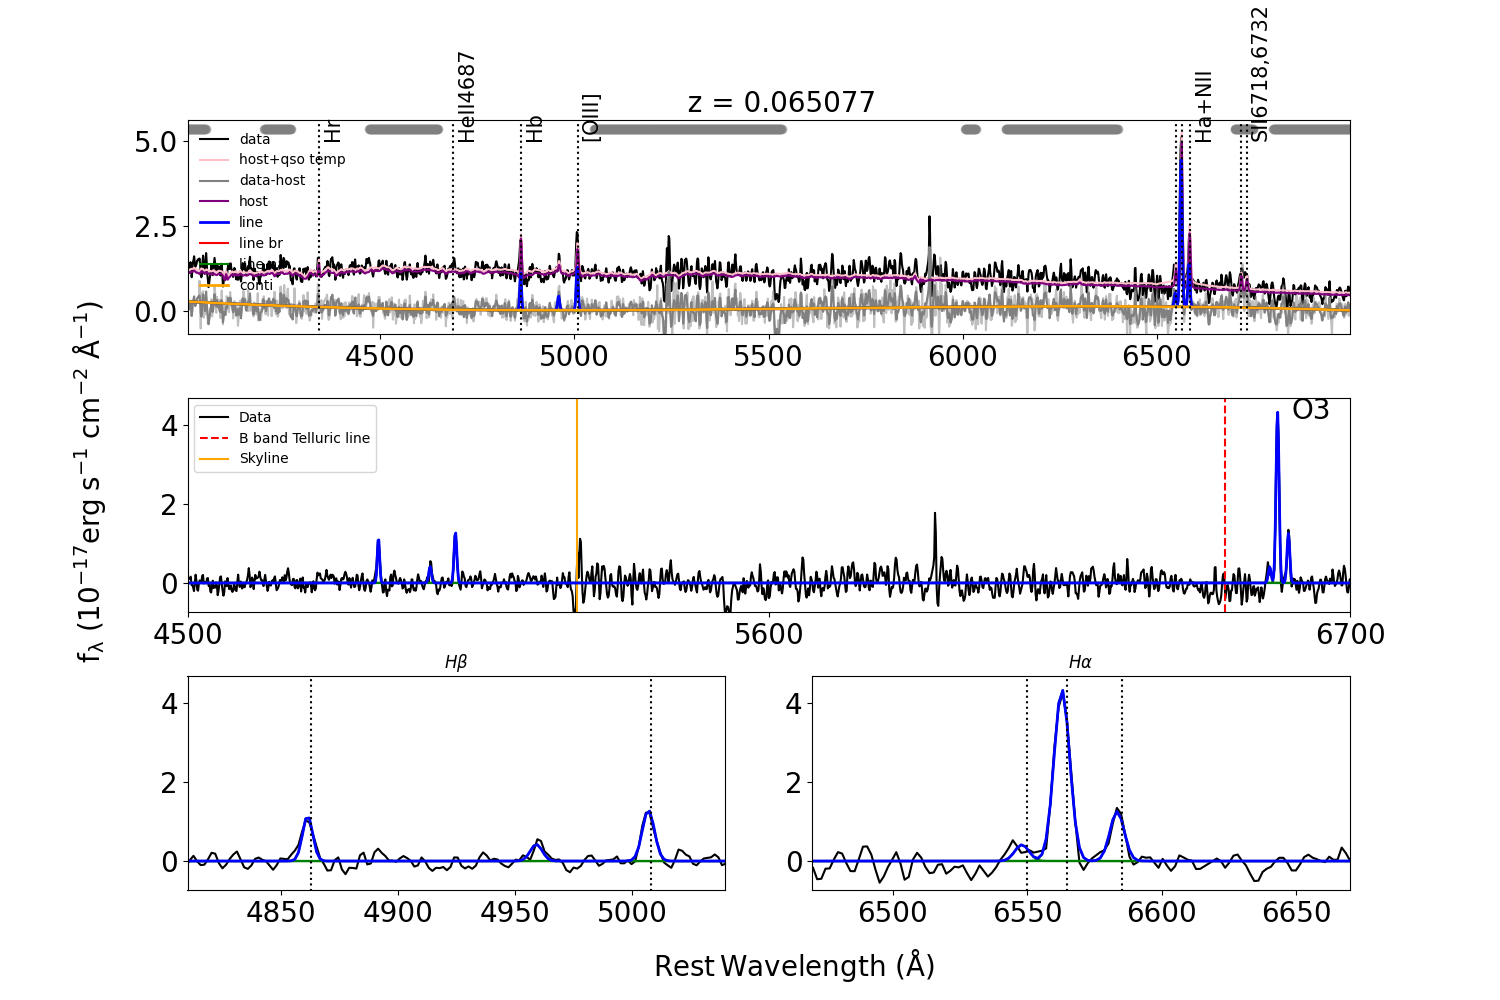 z = 0.065077
Hr
HeII4687
Hb
[OIII]
Ha+NII
SII6718,6732
data
host+qso temp
data-host
host
line
line br
conti
5.0
2.5
0.0
4500
5000
5500
6000
6500
fλ (10−17erg s−1 cm−2 Å−1)
Data
B band Telluric line
Skyline
O3
4
2
0
4500
5600
6700
Hβ
4
2
0
4850
4900
4950
5000
Hα
4
2
0
6500
6550
6600
6650
Rest Wavelength (Å)